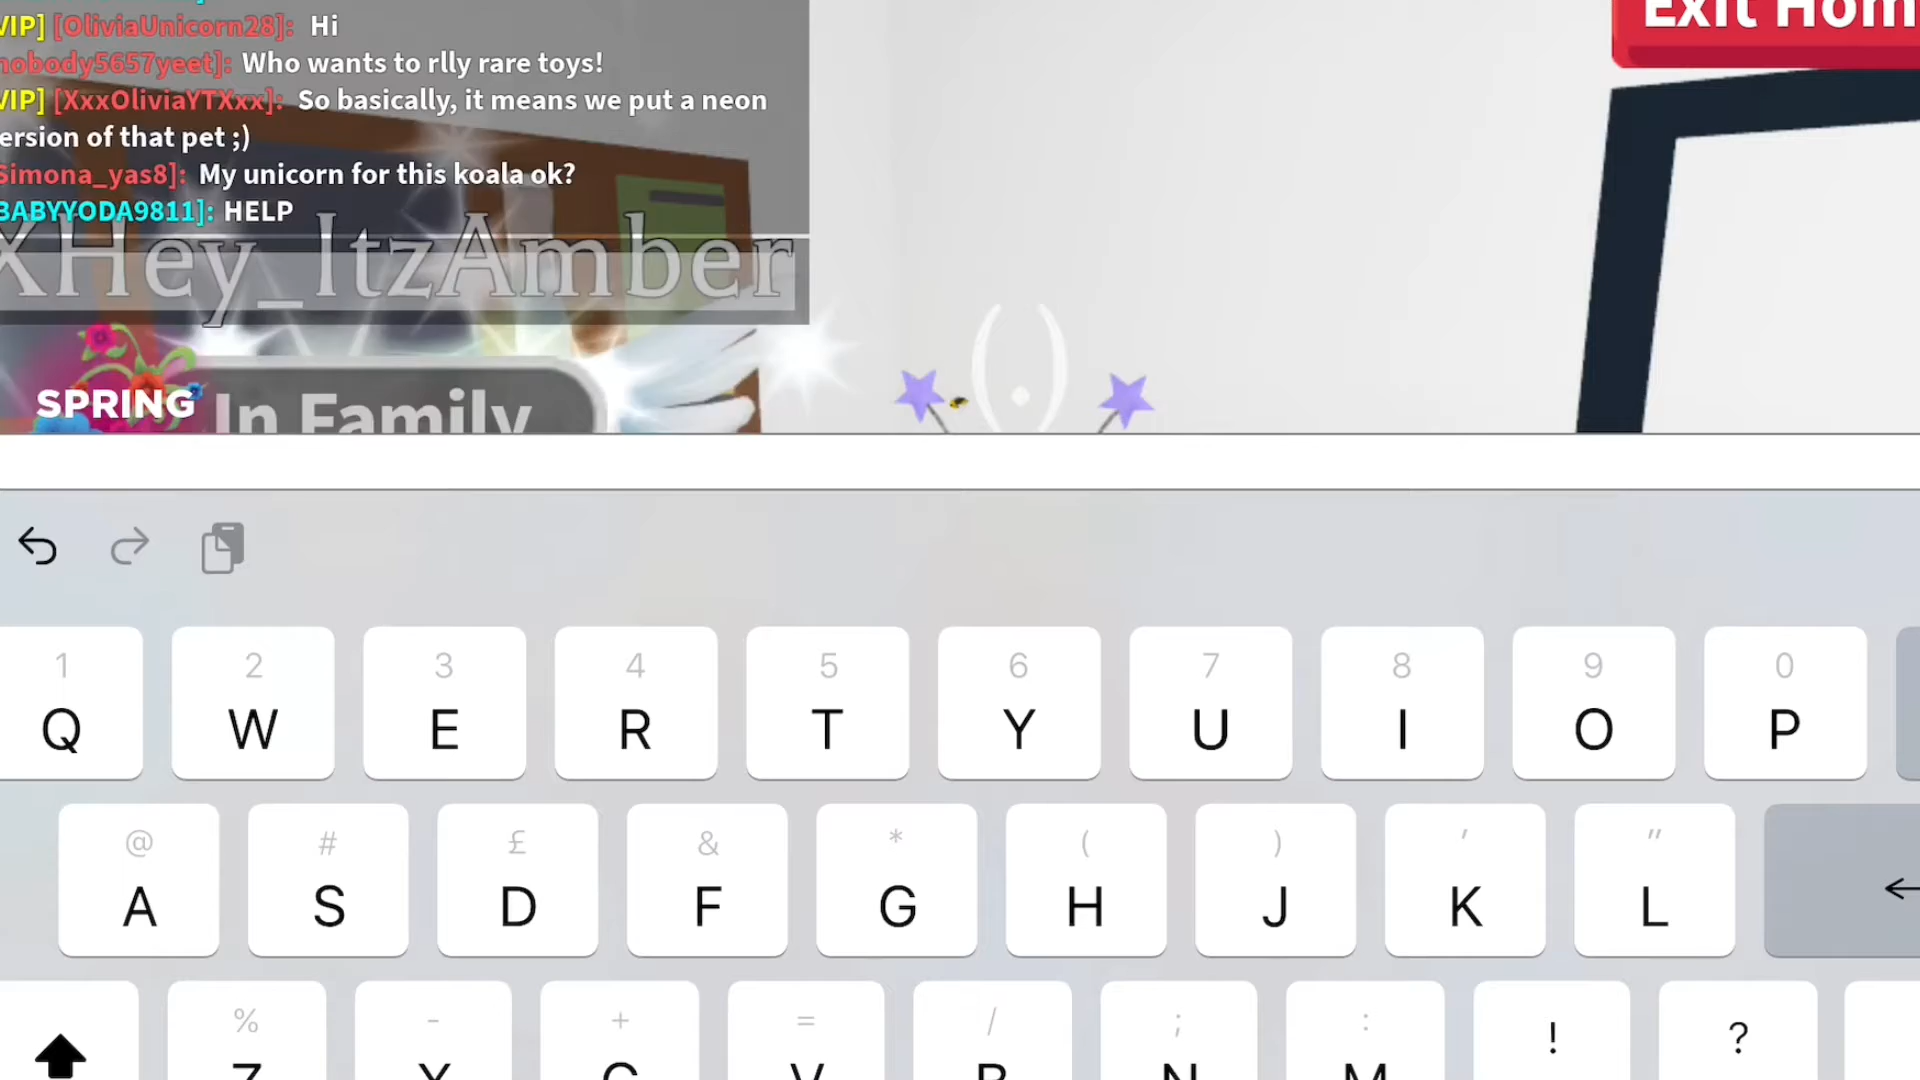 VIP] [OliviaUnicorn28]: Hi
nobody5657yeet]: Who wants to rlly rare toys!
VIP] [XxxOliviaYTXxx]: So basically, it means we put a neon
ersion of that pet ;)
Simona_yas8]: My unicorn for this koala ok?
BABYYODA9811]: HELP
XHey_ItzAmber
Exit Hom
(.)
SPRING
In Family
1 2 3 4 5 6 7 8 9 0
Q W E R T Y U I O P
@ # £ & * ( ) ' "
A S D F G H J K L
% - + = / ; : ! ?
Z X C V B N M